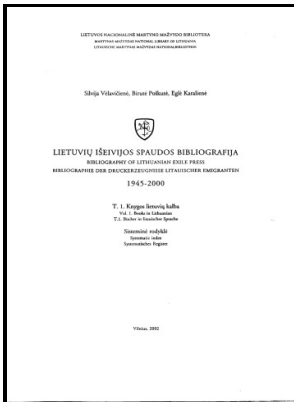 LIETUVOS NACIONALINĖ MARTYNO MAŽVYDO BIBLIOTEKA
MARTYNAS MAŽVYDAS NATIONAL LIBRARY OF LITHUANIA
LITAUISCHE MARTYNAS MAŽVYDAS NATIONALBIBLIOTHEK
Silvija Vėlavičienė, Birutė Poškutė, Eglė Karalienė
LIETUVIŲ IŠEIVIJOS SPAUDOS BIBLIOGRAFIJA
BIBLIOGRAPHY OF LITHUANIAN EXILE PRESS
BIBLIOGRAPHIE DER DRUCKERZEUGNISSE LITAUISCHER EMIGRANTEN
1945-2000
T. 1. Knygos lietuvių kalba
Vol. 1. Books in Lithuanian
T.1. Bücher in litauischer Sprache
Sisteminė rodyklė
Systematic index
Systematisches Register
Vilnius, 2002